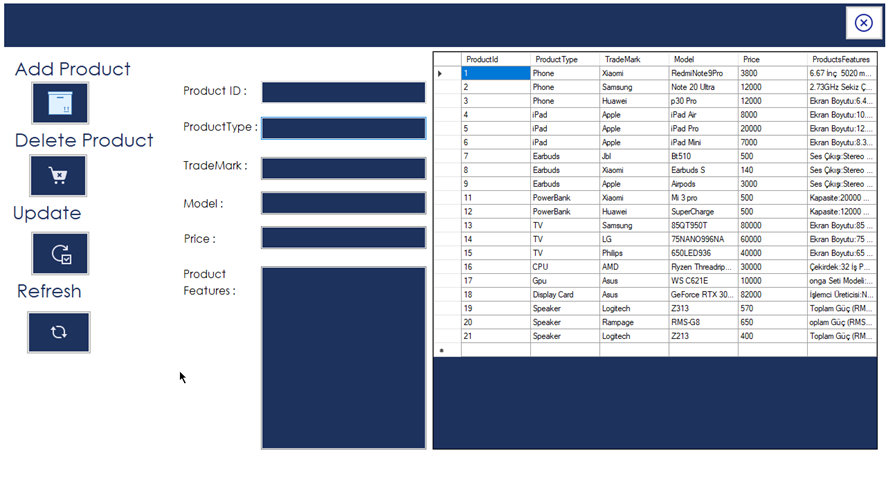 Add Product
Delete Product
Update
Refresh
Product ID :
ProductType :
TradeMark :
Model :
Price :
Product
Features :
ProductId ProductType TradeMark Model Price ProductsFeatures
1 Phone Xiaomi RedmiNote9Pro 3800 6.67 İnç 5020 m...
2 Phone Samsung Note 20 Ultra 12000 2.73GHz Sekiz Ç...
3 Phone Huawei p30 Pro 12000 Ekran Boyutu:6.4...
4 iPad Apple iPad Air 8000 Ekran Boyutu:10....
5 iPad Apple iPad Pro 20000 Ekran Boyutu:12....
6 iPad Apple iPad Mini 7000 Ekran Boyutu:8.3...
7 Earbuds Jbl Bt510 500 Ses Çıkışı:Stereo ...
8 Earbuds Xiaomi Earbuds S 140 Ses Çıkışı:Stereo ...
9 Earbuds Apple Airpods 3000 Ses Çıkışı:Stereo ...
11 PowerBank Xiaomi Mi 3 pro 500 Kapasite:20000 ...
12 PowerBank Huawei SuperCharge 500 Kapasite:12000 ...
13 TV Samsung 85QT950T 80000 Ekran Boyutu:85 ...
14 TV LG 75NANO996NA 60000 Ekran Boyutu:75 ...
15 TV Philips 650LED936 40000 Ekran Boyutu:65 ...
16 CPU AMD Ryzen Threadrip... 30000 Çekirdek:32 İş P...
17 Gpu Asus WS C621E 10000 onga Seti Modeli:...
18 Display Card Asus GeForce RTX 30... 82000 İşlemci Üreticisi:N...
19 Speaker Logitech Z313 570 Toplam Güç (RM...
20 Speaker Rampage RMS-G8 650 oplam Güç (RMS...
21 Speaker Logitech Z213 400 Toplam Güç (RM...